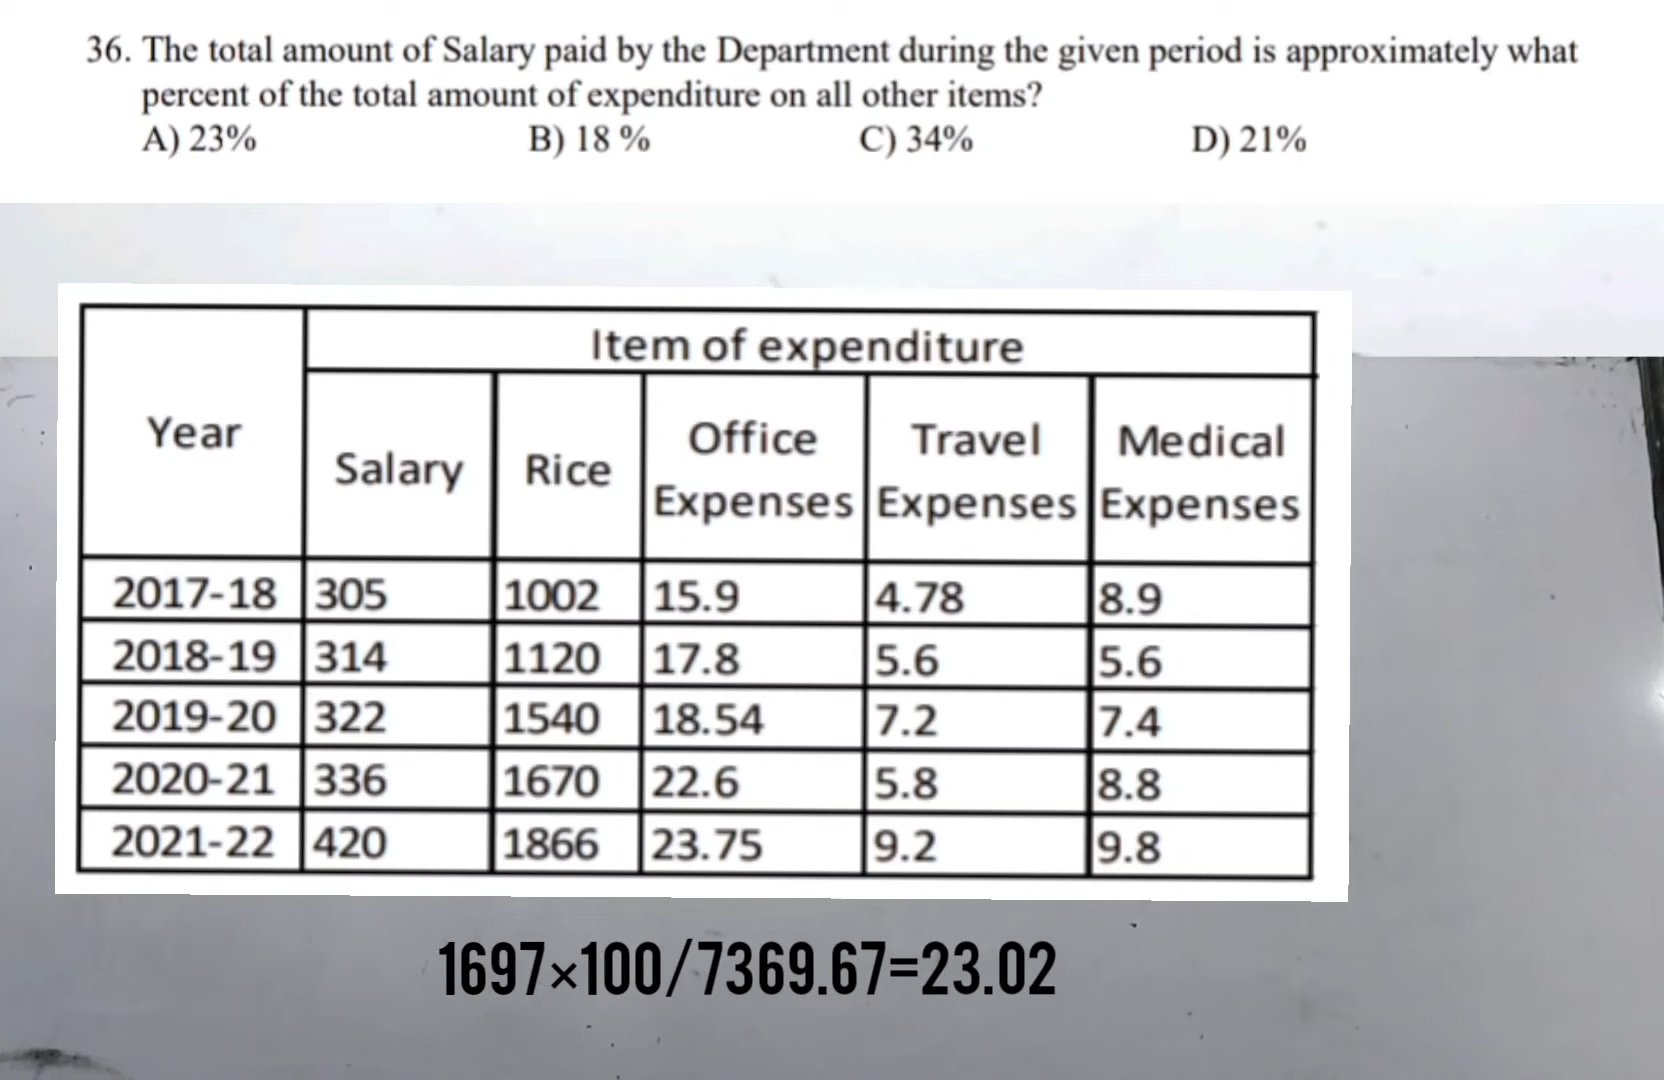 36. The total amount of Salary paid by the Department during the given period is approximately what
percent of the total amount of expenditure on all other items?
A) 23% B) 18 % C) 34% D) 21%
Item of expenditure
Year Salary Rice Office Expenses Travel Expenses Medical Expenses
2017-18 305 1002 15.9 4.78 8.9
2018-19 314 1120 17.8 5.6 5.6
2019-20 322 1540 18.54 7.2 7.4
2020-21 336 1670 22.6 5.8 8.8
2021-22 420 1866 23.75 9.2 9.8
1697×100/7369.67=23.02